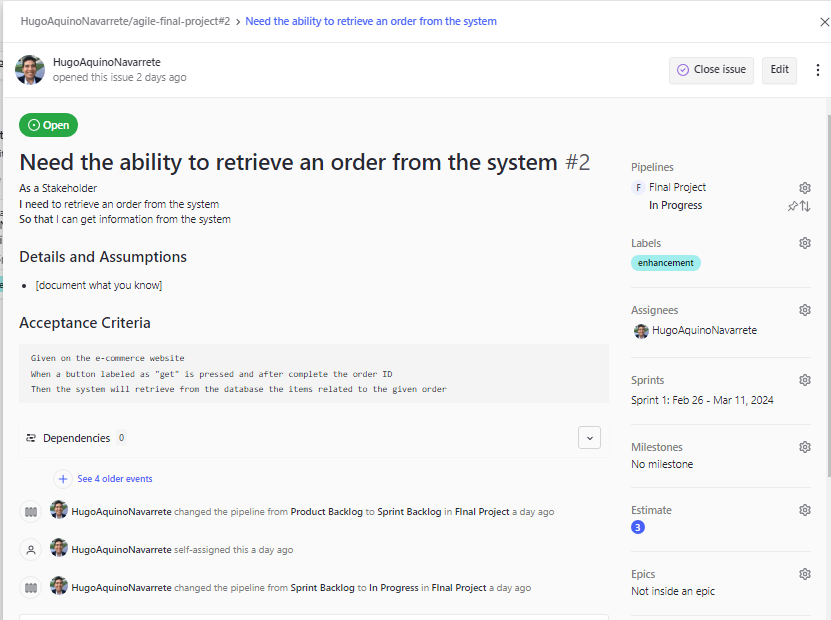 HugoAquinoNavarrete/agile-final-project#2 › Need the ability to retrieve an order from the system
HugoAquinoNavarrete
opened this issue 2 days ago
Close issue
Edit
Open
Need the ability to retrieve an order from the system #2
As a Stakeholder
I need to retrieve an order from the system
So that I can get information from the system
Details and Assumptions
• [document what you know]
Acceptance Criteria
Given on the e-commerce website
When a button labeled as "get" is pressed and after complete the order ID
Then the system will retrieve from the database the items related to the given order
Dependencies 0
See 4 older events
HugoAquinoNavarrete changed the pipeline from Product Backlog to Sprint Backlog in FInal Project a day ago
HugoAquinoNavarrete self-assigned this a day ago
HugoAquinoNavarrete changed the pipeline from Sprint Backlog to In Progress in FInal Project a day ago
Pipelines
F FInal Project
In Progress
Labels
enhancement
Assignees
HugoAquinoNavarrete
Sprints
Sprint 1: Feb 26 - Mar 11, 2024
Milestones
No milestone
Estimate
3
Epics
Not inside an epic